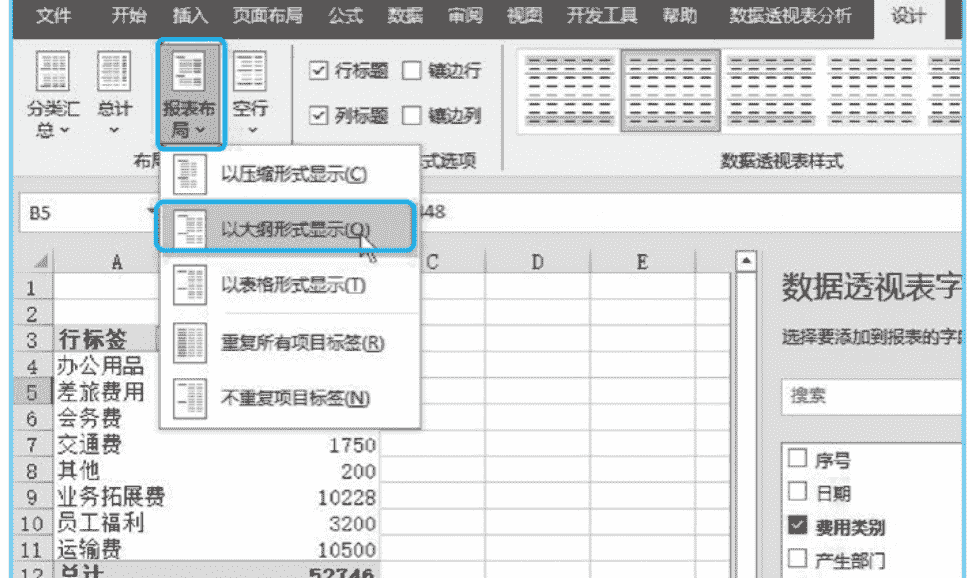 文件 开始 插入 页面布局 公式 数据 审阅 视图 开发工具 帮助 数据透视表分析 设计
分类汇总 总计 报表布局 空行
行标题 镶边行
列标题 镶边列
布局 式选项 数据透视表样式
以压缩形式显示(C)
以大纲形式显示(O)
以表格形式显示(T)
重复所有项目标签(R)
不重复项目标签(N)
B5 448
A C D E
1
2
3 行标签
4 办公用品
5 差旅费用
6 会务费
7 交通费 1750
8 其他 200
9 业务拓展费 10228
10 员工福利 3200
11 运输费 10500
12 总计 52746
数据透视表字
选择要添加到报表的字段
搜索
序号
日期
费用类别
产生部门